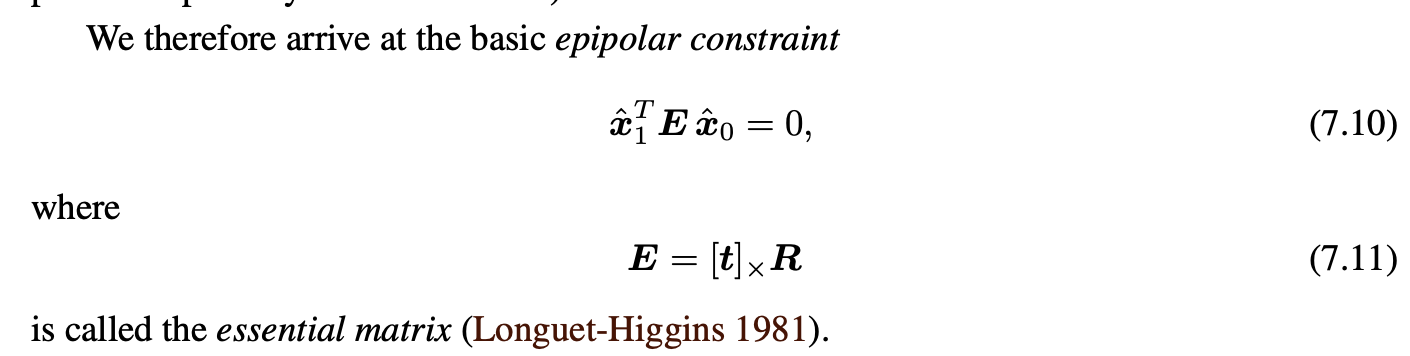 We therefore arrive at the basic epipolar constraint
x̂₁ᵀ E x̂₀ = 0, (7.10)
where
E = [t]ₓR (7.11)
is called the essential matrix (Longuet-Higgins 1981).